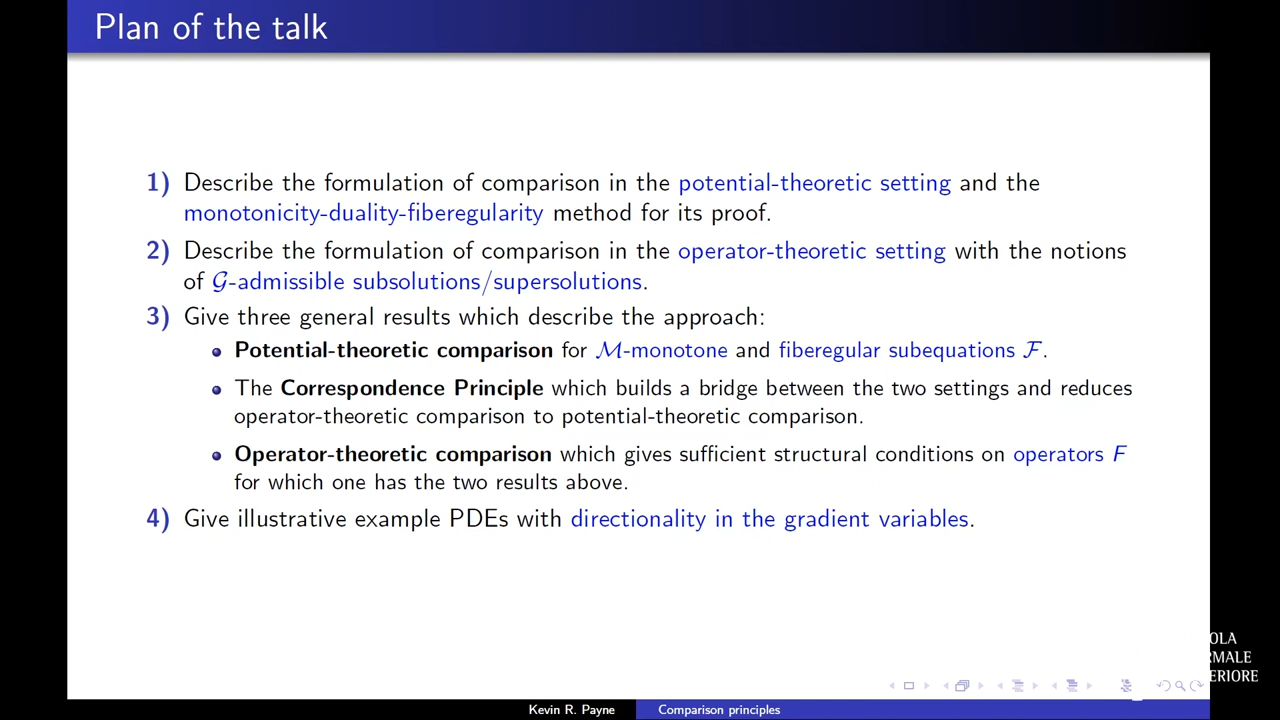 Plan of the talk
1) Describe the formulation of comparison in the potential-theoretic setting and the
monotonicity-duality-fiberegularity method for its proof.
2) Describe the formulation of comparison in the operator-theoretic setting with the notions
of 𝒢-admissible subsolutions/supersolutions.
3) Give three general results which describe the approach:
Potential-theoretic comparison for ℳ-monotone and fiberegular subequations ℱ.
The Correspondence Principle which builds a bridge between the two settings and reduces
operator-theoretic comparison to potential-theoretic comparison.
Operator-theoretic comparison which gives sufficient structural conditions on operators F
for which one has the two results above.
4) Give illustrative example PDEs with directionality in the gradient variables.
OLA
RMALE
ERIORE
Kevin R. Payne Comparison principles